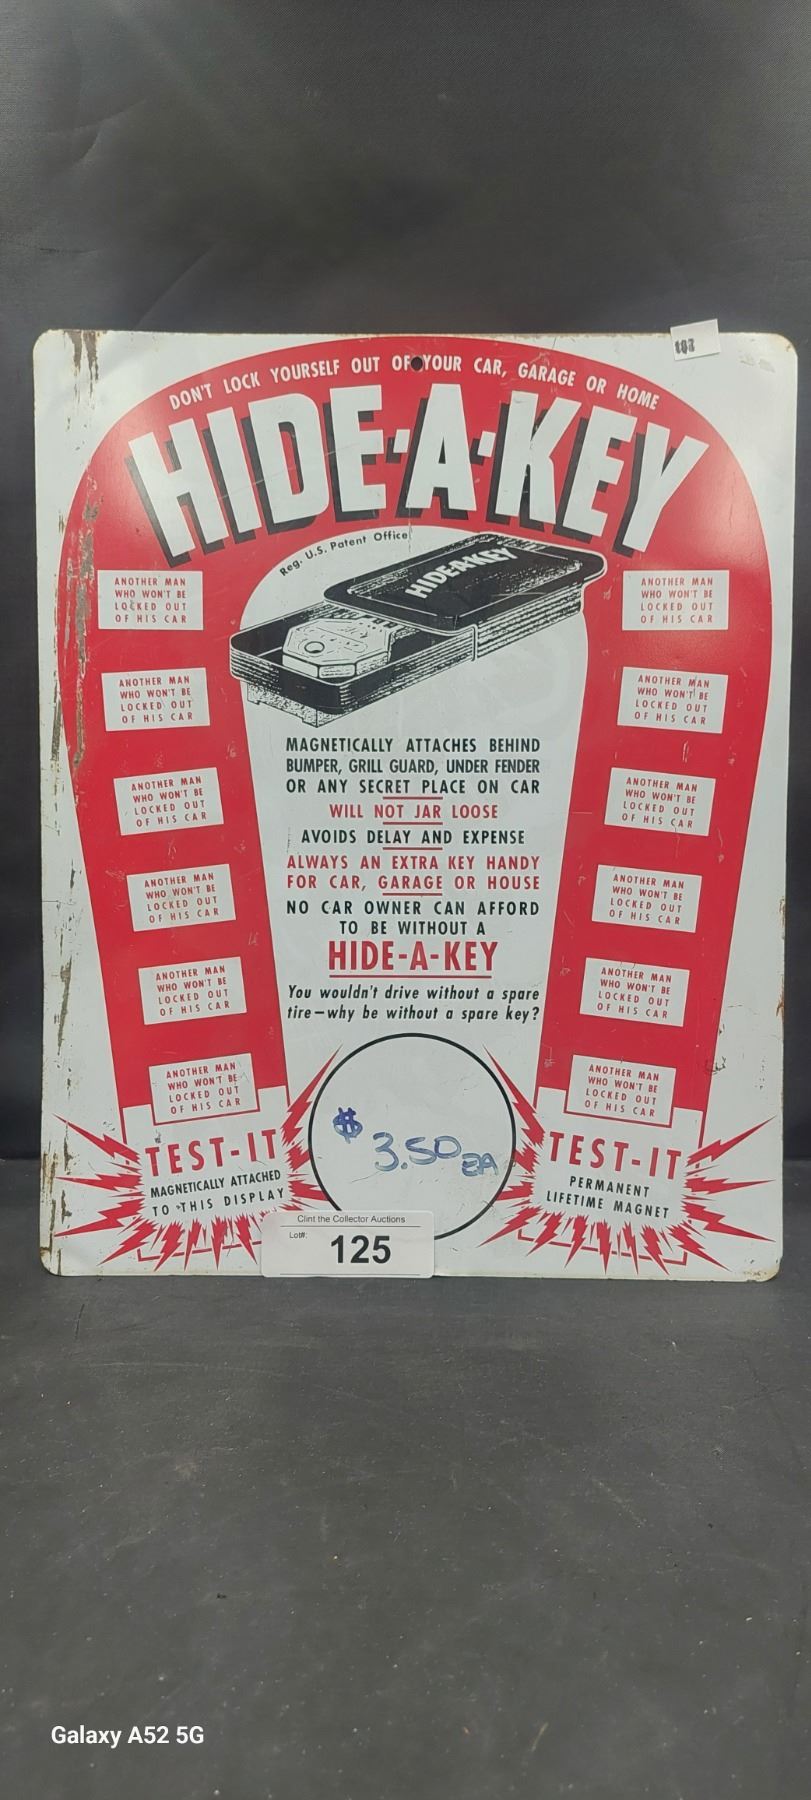 183
DON'T LOCK YOURSELF OUT OF YOUR CAR, GARAGE OR HOME
HIDE-A-KEY
Reg. U.S. Patent Office
HIDE-A-KEY
ANOTHER MAN
WHO WON'T BE
LOCKED OUT
OF HIS CAR
ANOTHER MAN
WHO WON'T BE
LOCKED OUT
OF HIS CAR
ANOTHER MAN
WHO WON'T BE
LOCKED OUT
OF HIS CAR
ANOTHER MAN
WHO WON'T BE
LOCKED OUT
OF HIS CAR
ANOTHER MAN
WHO WON'T BE
LOCKED OUT
OF HIS CAR
ANOTHER MAN
WHO WON'T BE
LOCKED OUT
OF HIS CAR
MAGNETICALLY ATTACHES BEHIND
BUMPER, GRILL GUARD, UNDER FENDER
OR ANY SECRET PLACE ON CAR
WILL NOT JAR LOOSE
AVOIDS DELAY AND EXPENSE
ALWAYS AN EXTRA KEY HANDY
FOR CAR, GARAGE OR HOUSE
NO CAR OWNER CAN AFFORD
TO BE WITHOUT A
HIDE-A-KEY
You wouldn't drive without a spare
tire—why be without a spare key?
ANOTHER MAN
WHO WON'T BE
LOCKED OUT
OF HIS CAR
ANOTHER MAN
WHO WON'T BE
LOCKED OUT
OF HIS CAR
ANOTHER MAN
WHO WON'T BE
LOCKED OUT
OF HIS CAR
ANOTHER MAN
WHO WON'T BE
LOCKED OUT
OF HIS CAR
ANOTHER MAN
WHO WON'T BE
LOCKED OUT
OF HIS CAR
ANOTHER MAN
WHO WON'T BE
LOCKED OUT
OF HIS CAR
TEST-IT
MAGNETICALLY ATTACHED
TO THIS DISPLAY
$3.50 EA
TEST-IT
PERMANENT
LIFETIME MAGNET
Clint the Collector Auctions
Lot#: 125
Galaxy A52 5G